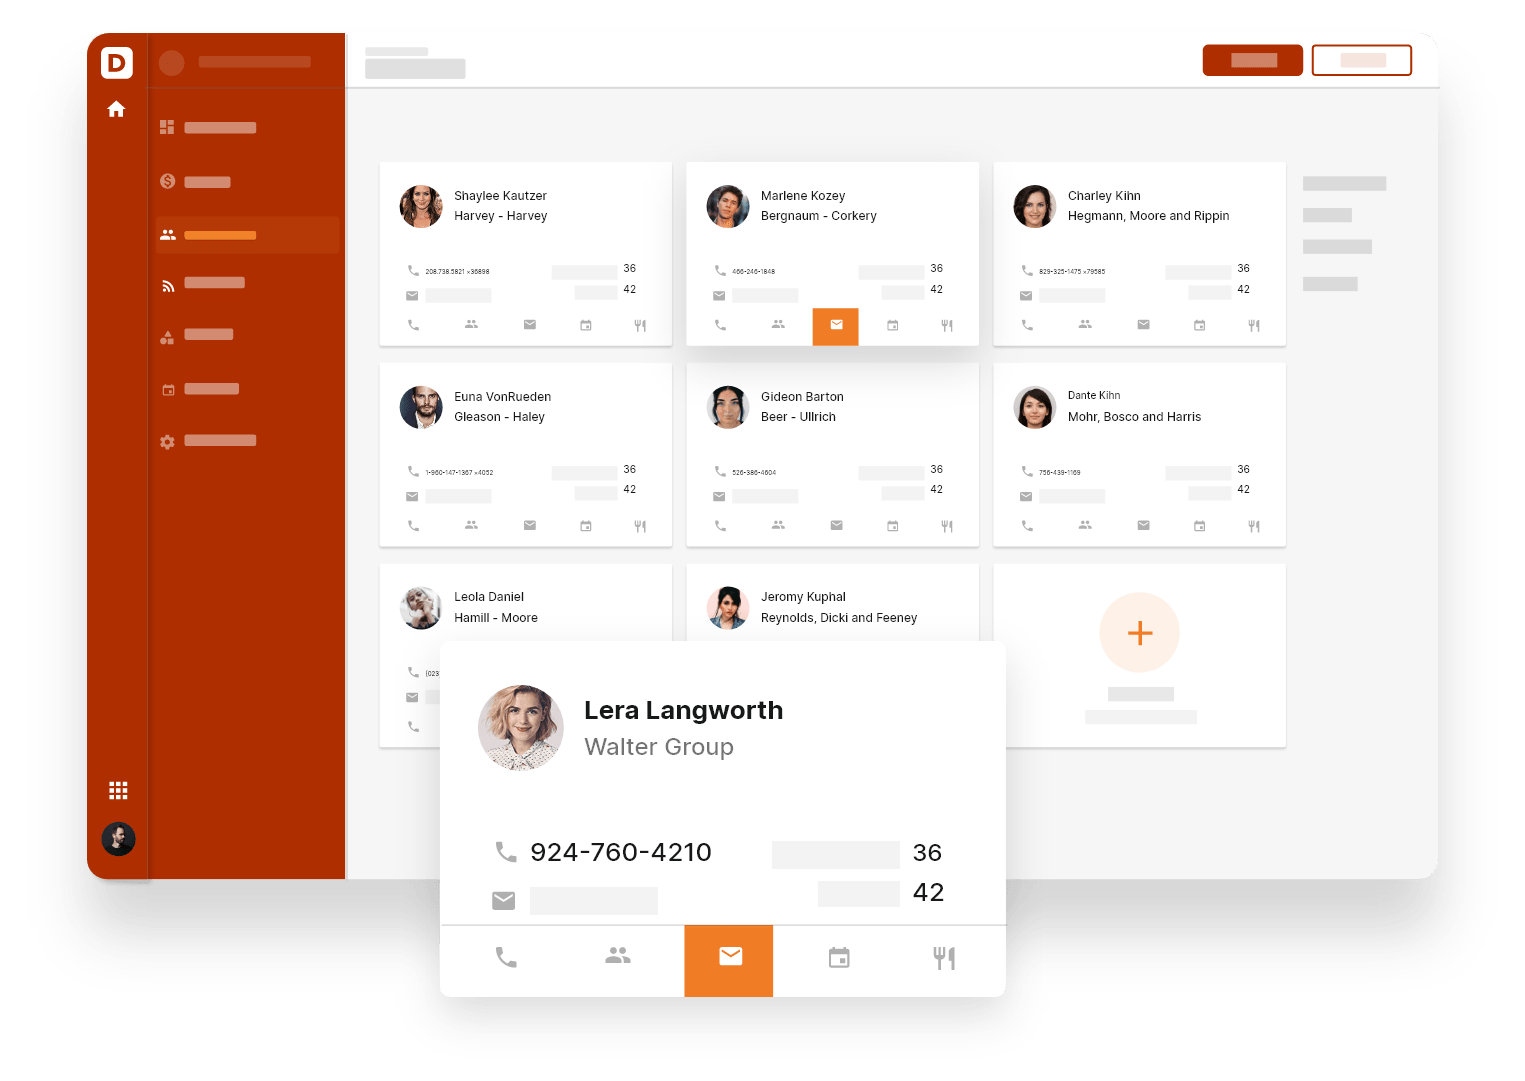 D
Shaylee Kautzer
Harvey - Harvey
208.738.5821 x36898
36
42
Marlene Kozey
Bergnaum - Corkery
466-246-1848
36
42
Charley Kihn
Hegmann, Moore and Rippin
829-325-1475 x79585
36
42
Euna VonRueden
Gleason - Haley
1-960-147-1367 x4052
36
42
Gideon Barton
Beer - Ullrich
526-386-4604
36
42
Dante Kihn
Mohr, Bosco and Harris
756-439-1169
36
42
Leola Daniel
Hamill - Moore
(023)
Jeromy Kuphal
Reynolds, Dicki and Feeney
Lera Langworth
Walter Group
924-760-4210
36
42